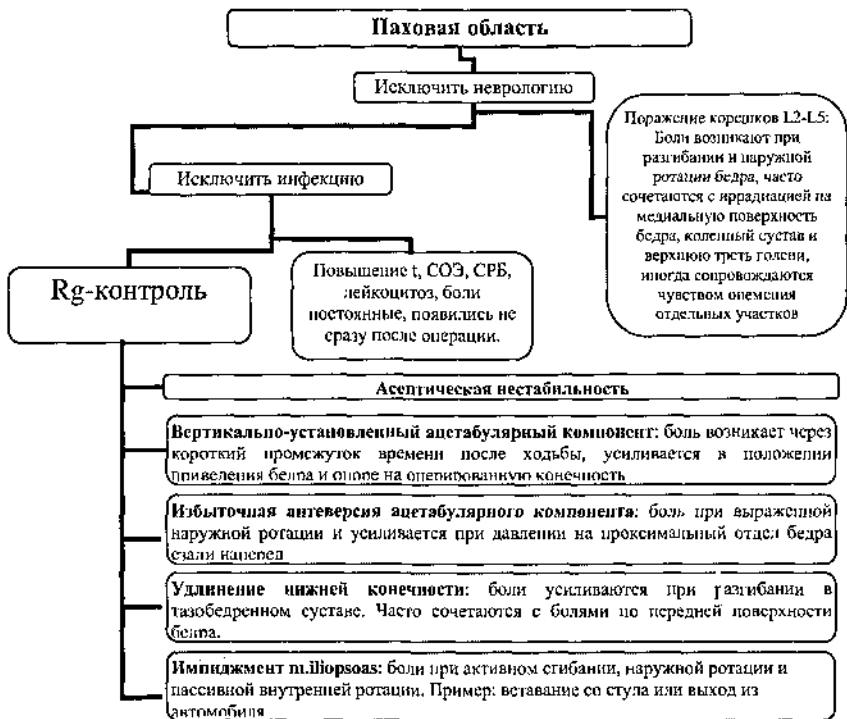 Паховая область
Исключить неврологию
Поражение корешков L2-L5:
Боли возникают при
разгибании и наружной
ротации бедра, часто
сочетаются с иррадиацией на
медиальную поверхность
бедра, коленный сустав и
верхнюю треть голени,
иногда сопровождаются
чувством онемения
отдельных участков
Исключить инфекцию
Повышение t, СОЭ, СРБ,
лейкоцитоз, боли
постоянные, появились не
сразу после операции.
Rg-контроль
Асептическая нестабильность
Вертикально-установленный ацетабулярный компонент: боль возникает через
короткий промежуток времени после ходьбы, усиливается в положении
приведения бедра и опоре на оперированную конечность
Избыточная антеверсия ацетабулярного компонента: боль при выраженной
наружной ротации и усиливается при давлении на проксимальный отдел бедра
сзади наперед
Удлинение нижней конечности: боли усиливаются при разгибании в
тазобедренном суставе. Часто сочетаются с болями по передней поверхности
бедра.
Импиджмент m.iliopsoas: боли при активном сгибании, наружной ротации и
пассивной внутренней ротации. Пример: вставание со стула или выход из
автомобиля